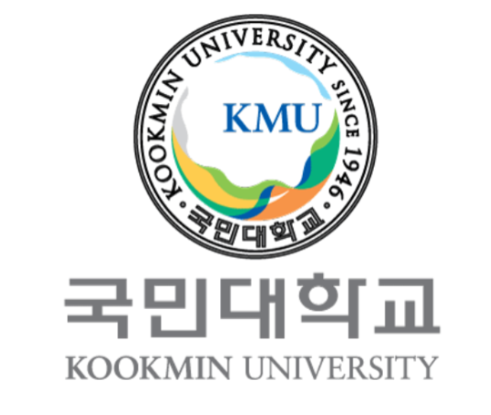 KOOKMIN UNIVERSITY SINCE 1946
KMU
국민대학교
국민대학교
KOOKMIN UNIVERSITY